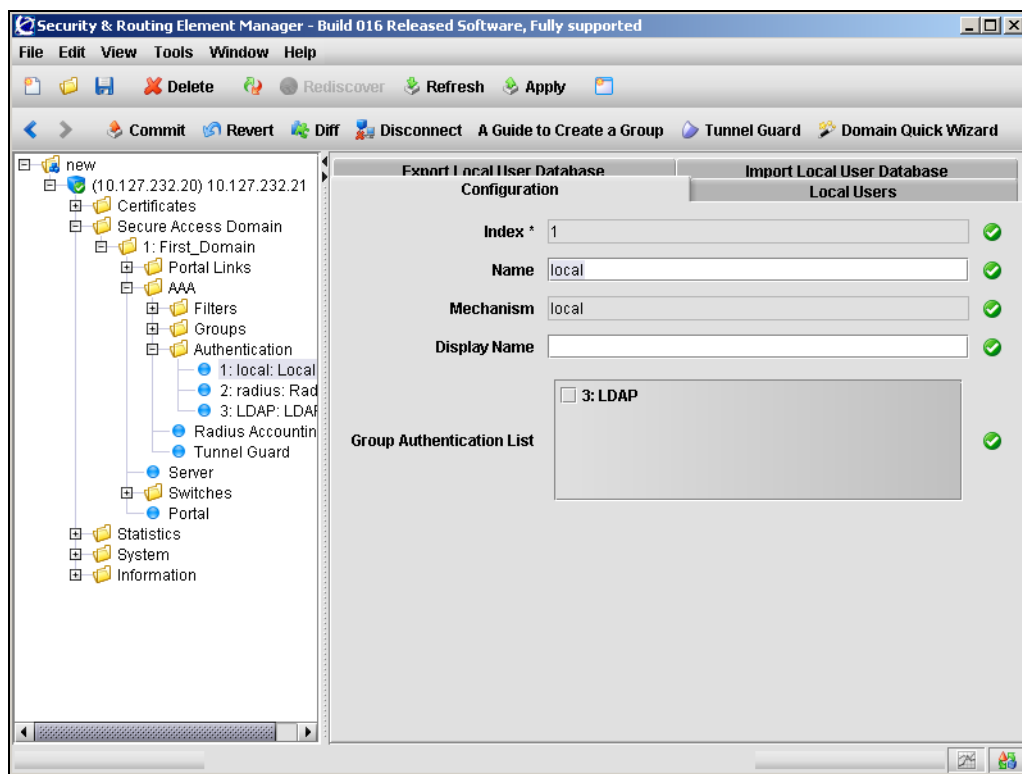 Security & Routing Element Manager - Build 016 Released Software, Fully supported
File Edit View Tools Window Help
Delete Rediscover Refresh Apply
Commit Revert Diff Disconnect A Guide to Create a Group Tunnel Guard Domain Quick Wizard
new
(10.127.232.20) 10.127.232.21
Certificates
Secure Access Domain
1: First_Domain
Portal Links
AAA
Filters
Groups
Authentication
1: local: Local
2: radius: Rad
3: LDAP: LDAP
Radius Accountin
Tunnel Guard
Server
Switches
Portal
Statistics
System
Information
Export Local User Database Import Local User Database
Configuration Local Users
Index * 1
Name local
Mechanism local
Display Name
3: LDAP
Group Authentication List